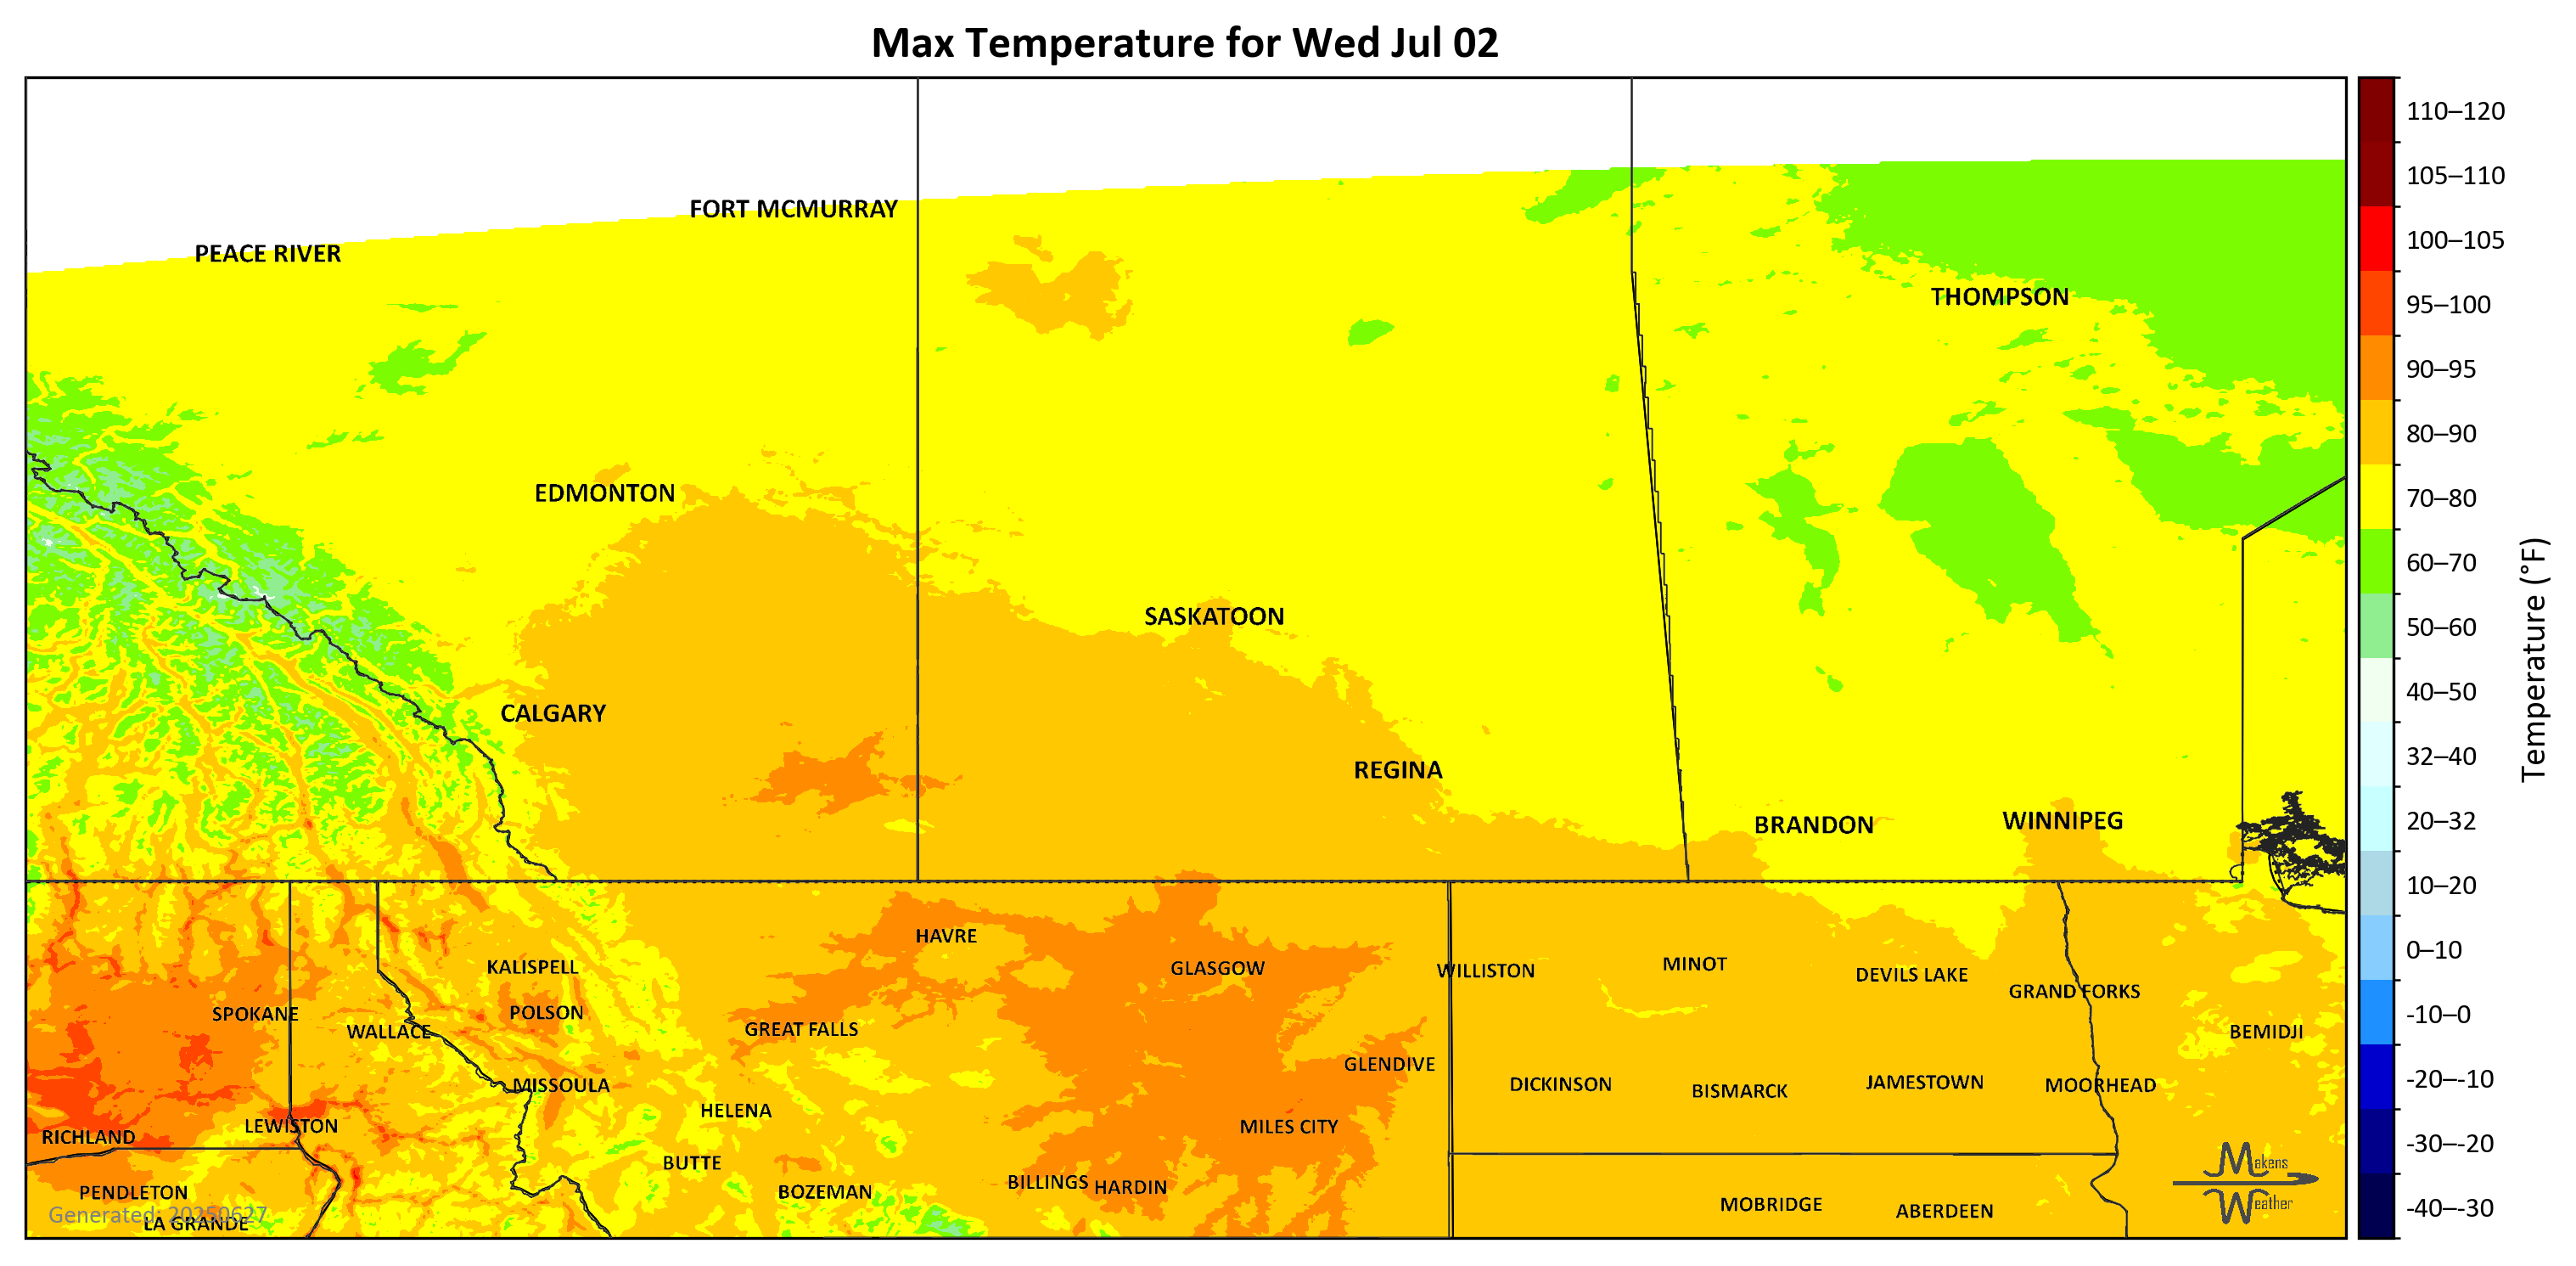 Max Temperature for Wed Jul 02
110–120
105–110
FORT MCMURRAY
PEACE RIVER
100–105
THOMPSON
95–100
90–95
80–90
EDMONTON
70–80
60–70
SASKATOON
50–60
Temperature (°F)
40–50
CALGARY
32–40
REGINA
20–32
BRANDON
WINNIPEG
10–20
HAVRE
0–10
KALISPELL
GLASGOW
WILLISTON
MINOT
DEVILS LAKE
GRAND FORKS
SPOKANE
POLSON
-10–0
WALLACE
GREAT FALLS
BEMIDJI
GLENDIVE
-20–-10
MISSOULA
DICKINSON
BISMARCK
JAMESTOWN
MOORHEAD
HELENA
LEWISTON
MILES CITY
RICHLAND
-30–-20
BUTTE
Makens
BILLINGS
HARDIN
PENDLETON
BOZEMAN
Weather
MOBRIDGE
ABERDEEN
-40–-30
Generated: 20250627
LA GRANDE